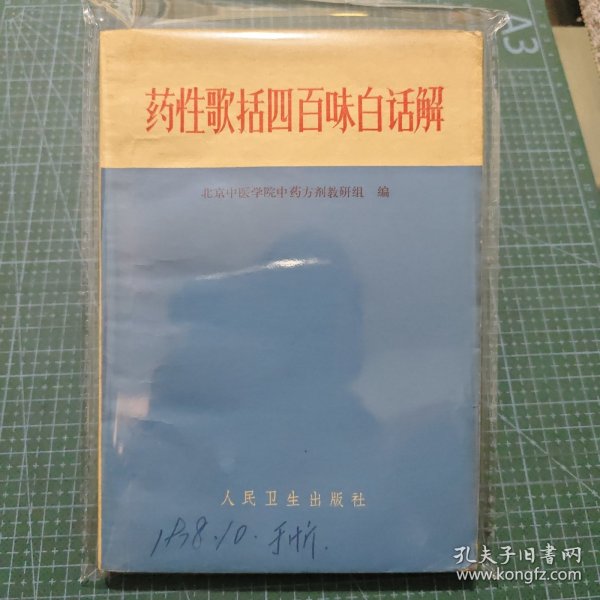 A3
药性歌括四百味白话解
北京中医学院中药方剂教研组 编
人民卫生出版社
孔夫子旧书网
www.kongfz.com